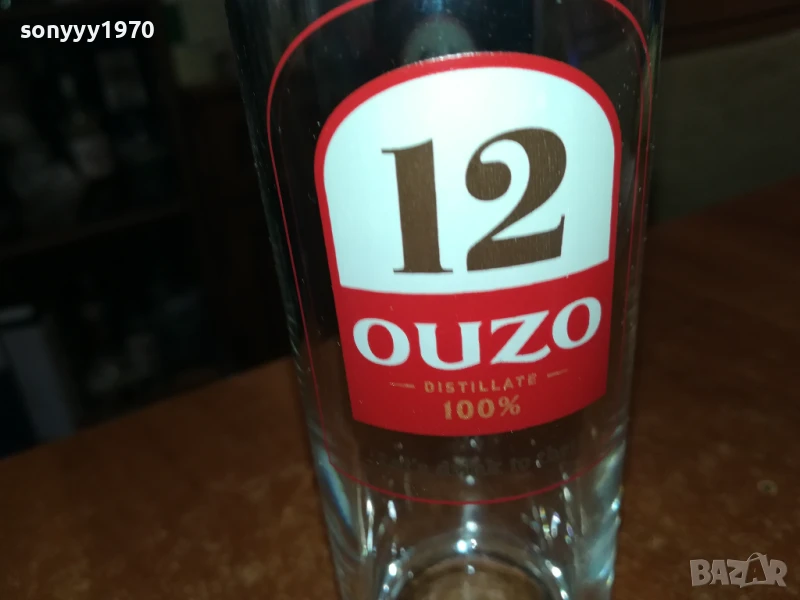 sonyyy1970
12
OUZO
DISTILLATE
100%
BAZAR